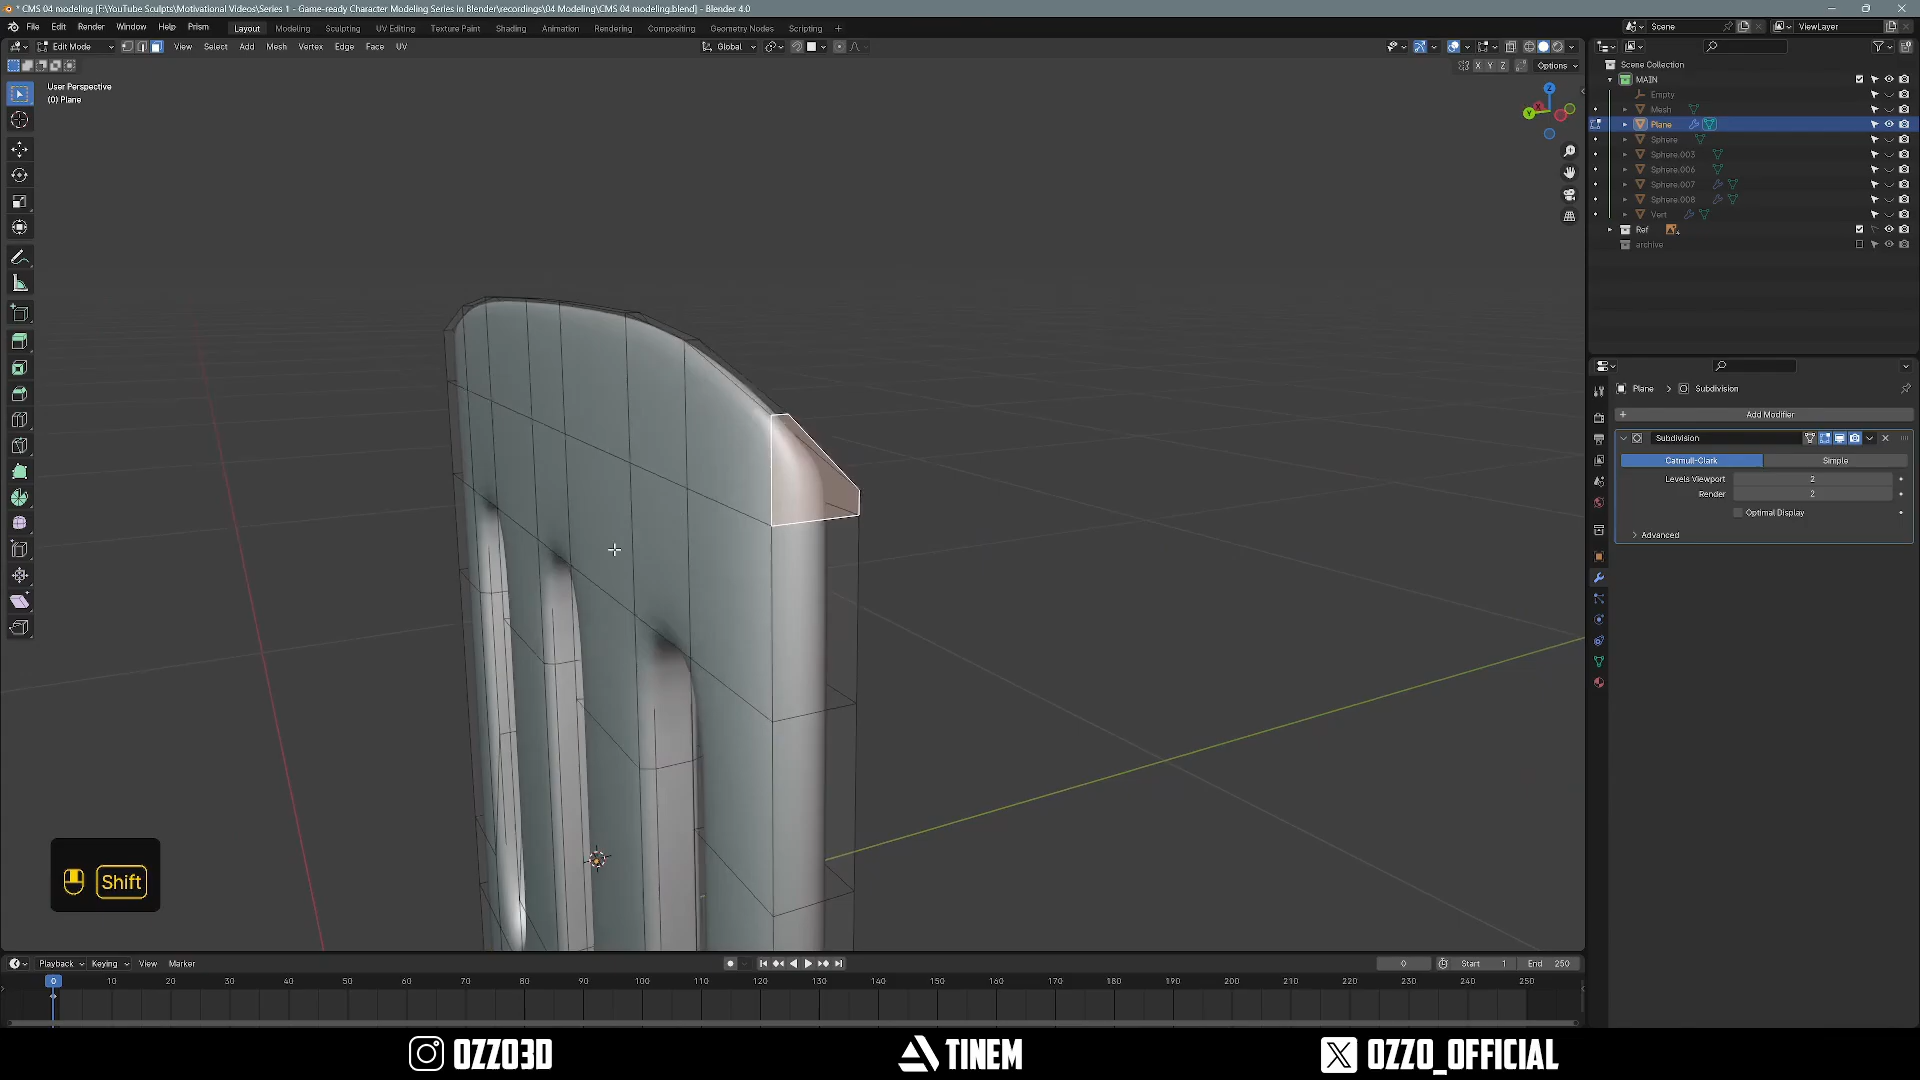 * CMS 04 modeling [F:\YouTube Sculpts\Motivational Videos\Series 1 - Game-ready Character Modeling Series in Blender\recordings\04 Modeling\CMS 04 modeling.blend] - Blender 4.0
File Edit Render Window Help Prism Layout Modeling Sculpting UV Editing Texture Paint Shading Animation Rendering Compositing Geometry Nodes Scripting + Scene ViewLayer
Edit Mode View Select Add Mesh Vertex Edge Face UV Global
X Y Z Options
User Perspective
(0) Plane
Scene Collection
MAIN
Empty
Mesh
Plane
Sphere
Sphere.003
Sphere.006
Sphere.007
Sphere.008
Vert
Ref
archive
Plane > Subdivision
+ Add Modifier
Subdivision
Catmull-Clark Simple
Levels Viewport 2
Render 2
Optimal Display
Advanced
Shift
Playback Keying View Marker 0 Start 1 End 250
0 10 20 30 40 50 60 70 80 90 100 110 120 130 140 150 160 170 180 190 200 210 220 230 240 250
OZZO3D TINEM OZZO_OFFICIAL